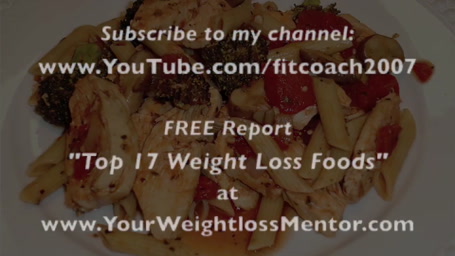 Subscribe to my channel:
www.YouTube.com/fitcoach2007
FREE Report
"Top 17 Weight Loss Foods"
at
www.YourWeightlossMentor.com